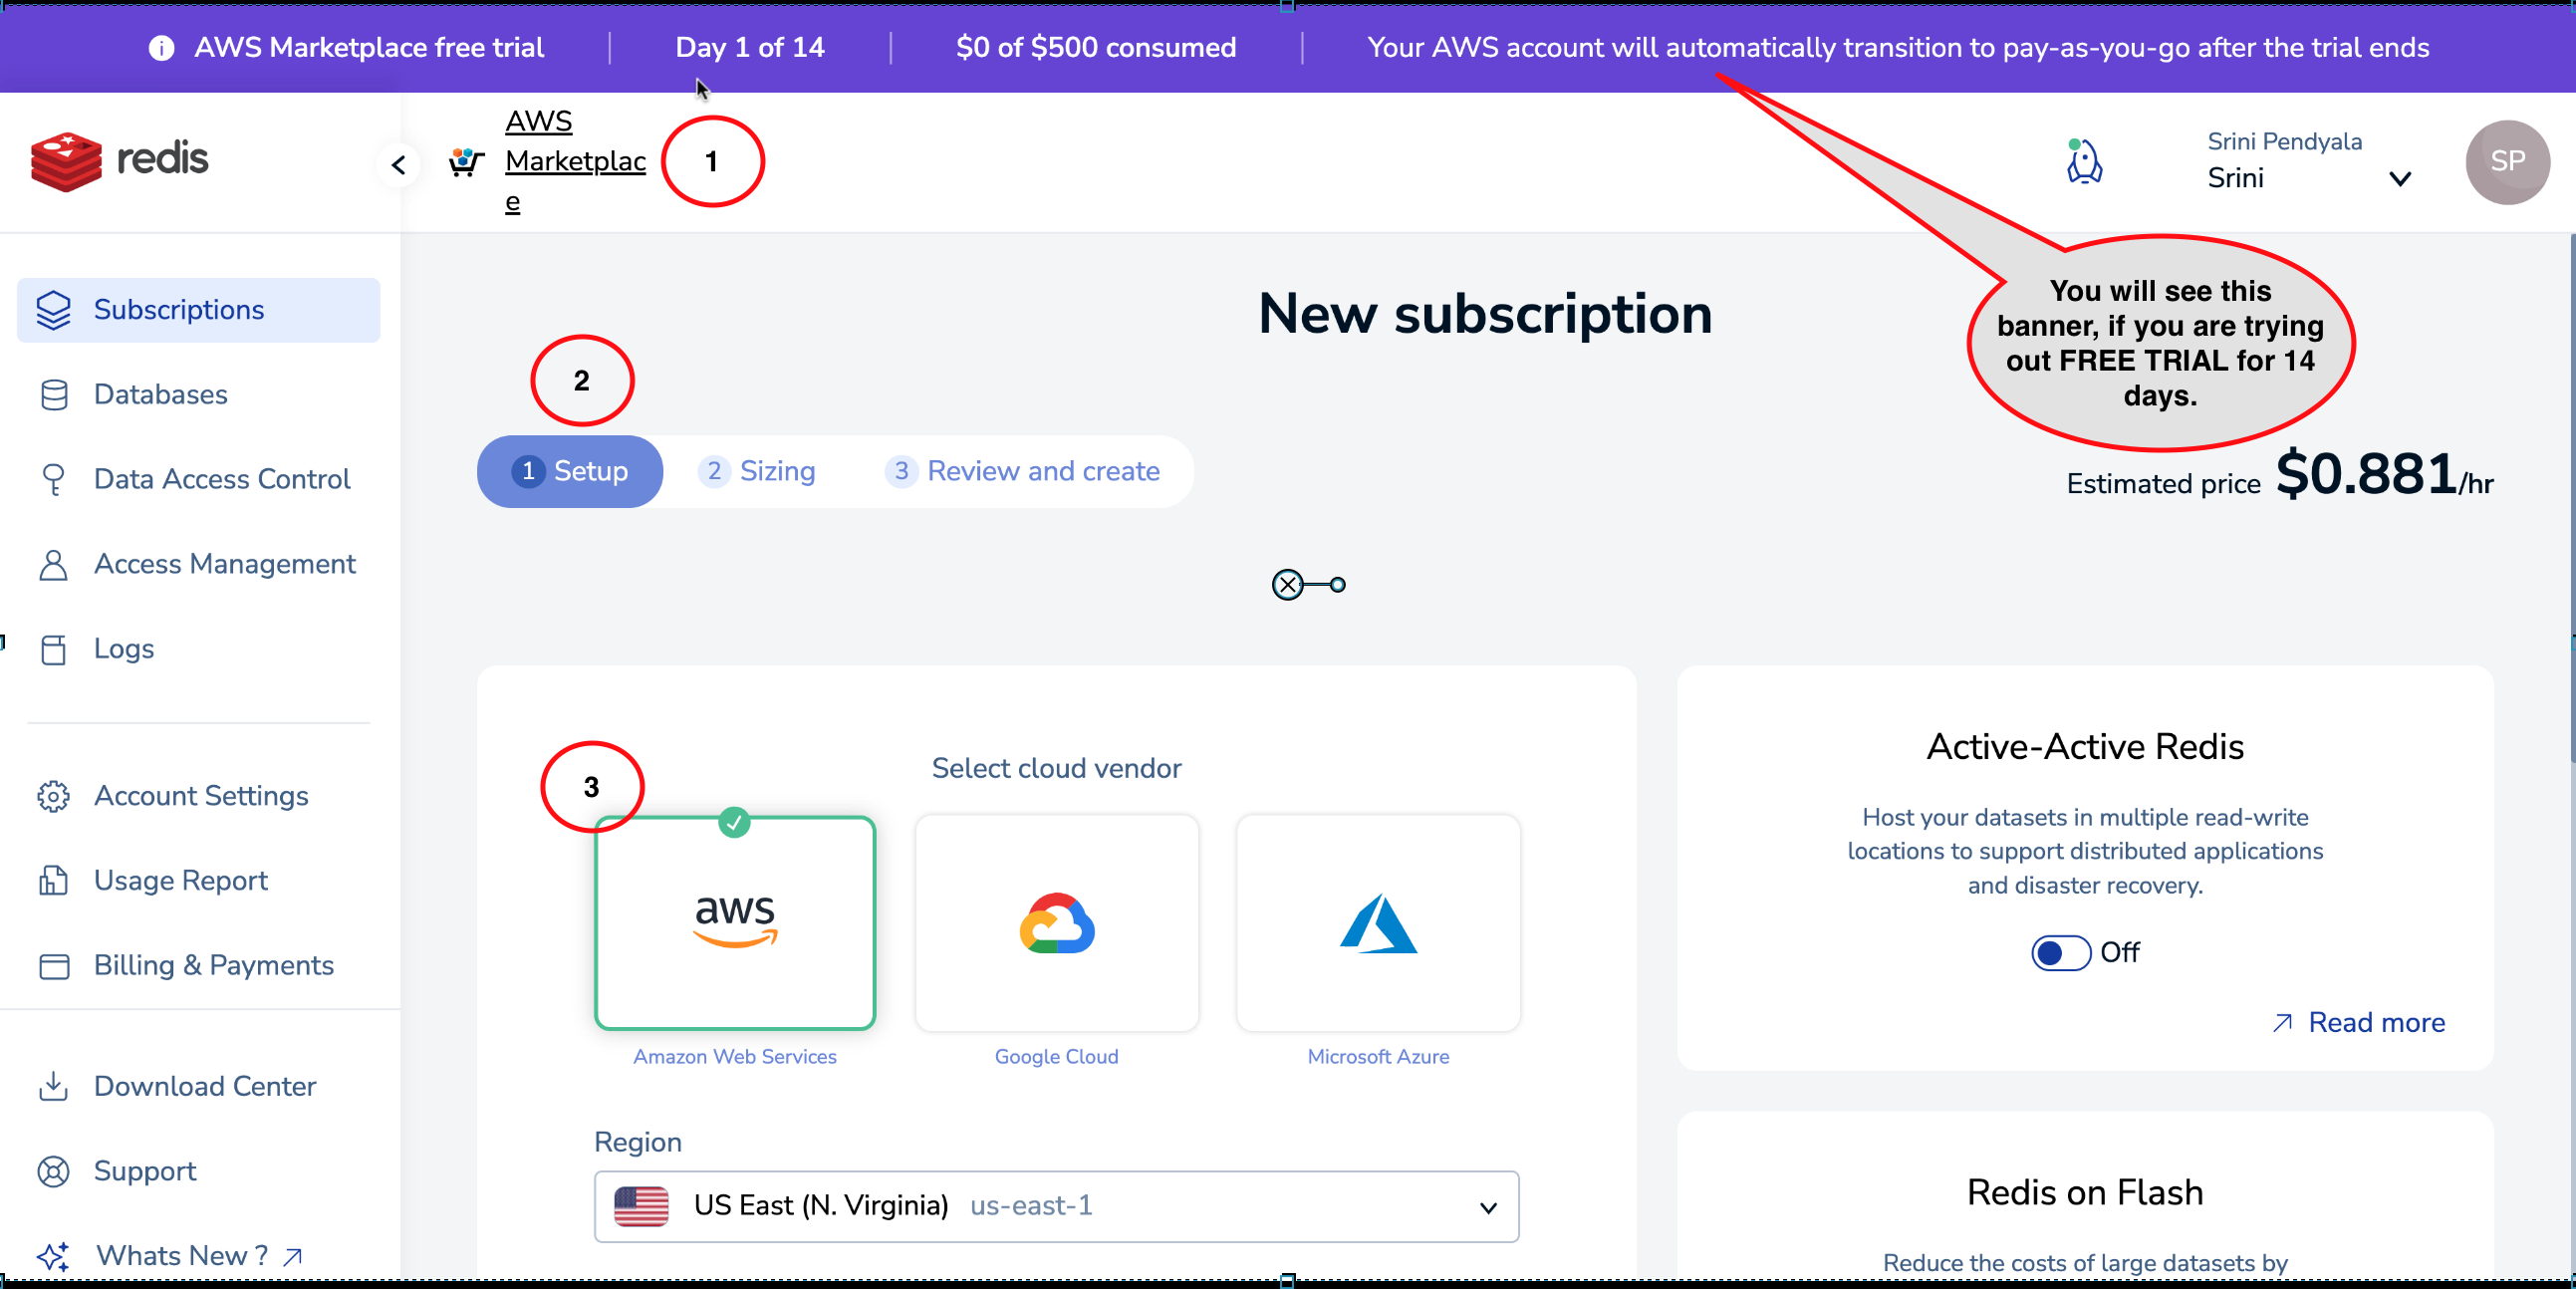 AWS Marketplace free trial | Day 1 of 14 | $0 of $500 consumed | Your AWS account will automatically transition to pay-as-you-go after the trial ends
redis
AWS
Marketplac
e
1
Srini Pendyala
Srini
SP
Subscriptions
Databases
Data Access Control
Access Management
Logs
Account Settings
Usage Report
Billing & Payments
Download Center
Support
Whats New ?
New subscription
You will see this
banner, if you are trying
out FREE TRIAL for 14
days.
2
1 Setup 2 Sizing 3 Review and create
Estimated price $0.881/hr
3
Select cloud vendor
aws
Amazon Web Services
Google Cloud
Microsoft Azure
Region
US East (N. Virginia) us-east-1
Active-Active Redis
Host your datasets in multiple read-write
locations to support distributed applications
and disaster recovery.
Off
Read more
Redis on Flash
Reduce the costs of large datasets by